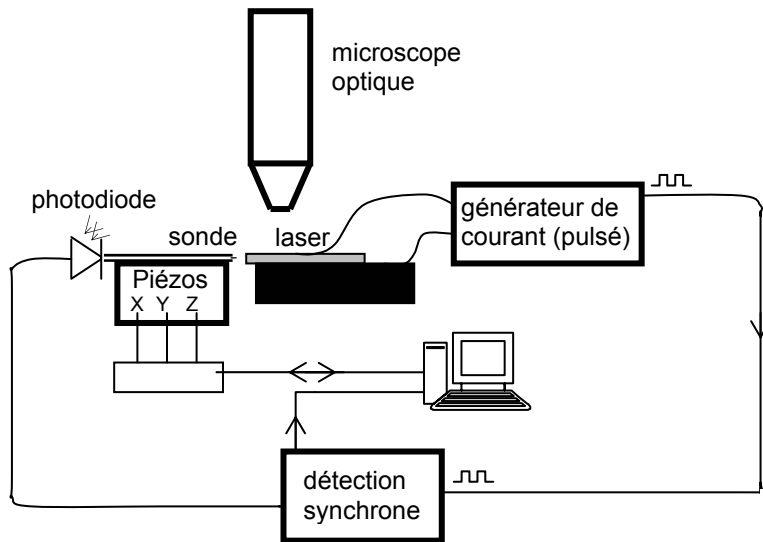 microscope
optique
photodiode
sonde
laser
générateur de
courant (pulsé)
Piézos
X Y Z
détection
synchrone